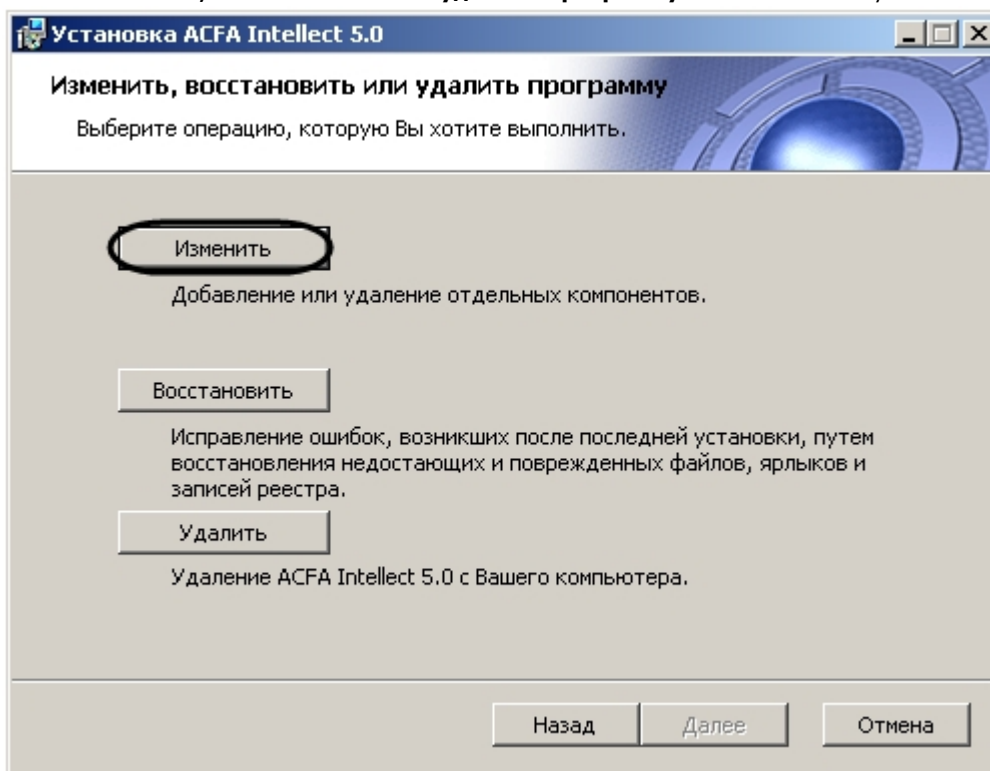 Установка ACFA Intellect 5.0
Изменить, восстановить или удалить программу
Выберите операцию, которую Вы хотите выполнить.
Изменить
Добавление или удаление отдельных компонентов.
Восстановить
Исправление ошибок, возникших после последней установки, путем
восстановления недостающих и поврежденных файлов, ярлыков и
записей реестра.
Удалить
Удаление ACFA Intellect 5.0 с Вашего компьютера.
Назад Далее Отмена